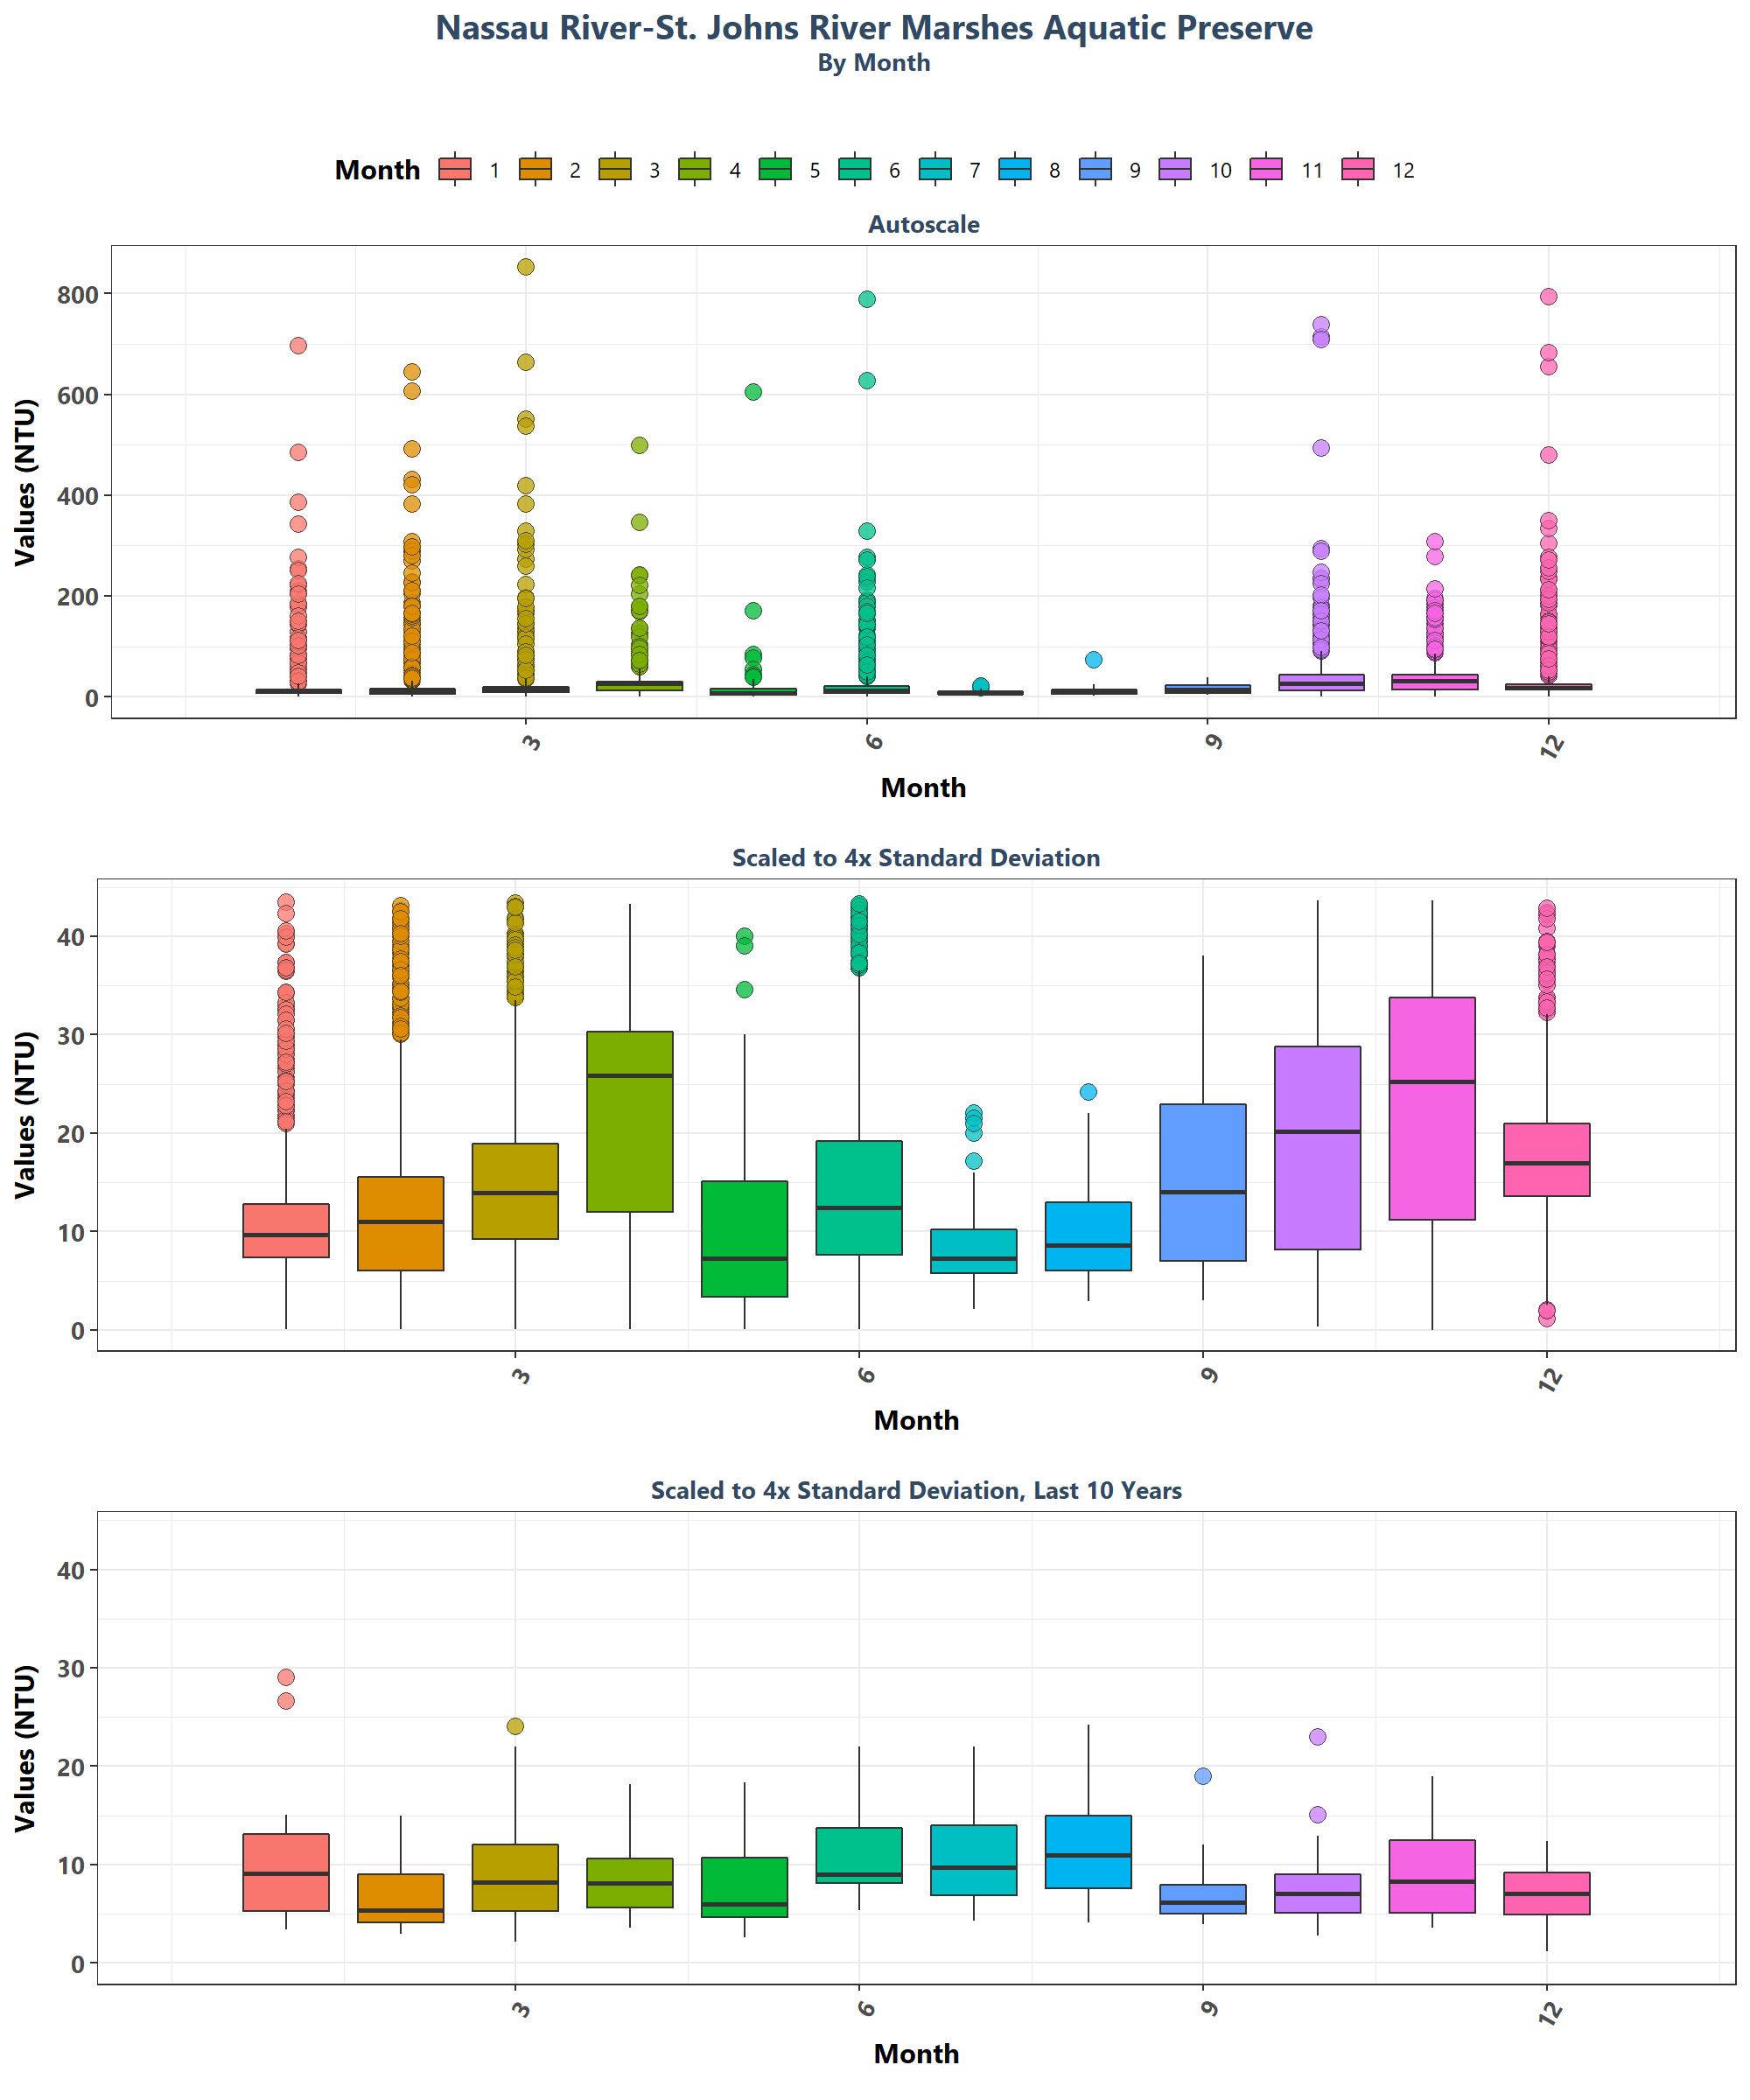 Nassau River-St. Johns River Marshes Aquatic Preserve
By Month
Month 1 2 3 4 5 6 7 8 9 10 11 12
Autoscale
Values (NTU)
800
600
400
200
0
3 6 9 12
Month
Scaled to 4x Standard Deviation
Values (NTU)
40
30
20
10
0
3 6 9 12
Month
Scaled to 4x Standard Deviation, Last 10 Years
Values (NTU)
40
30
20
10
0
3 6 9 12
Month